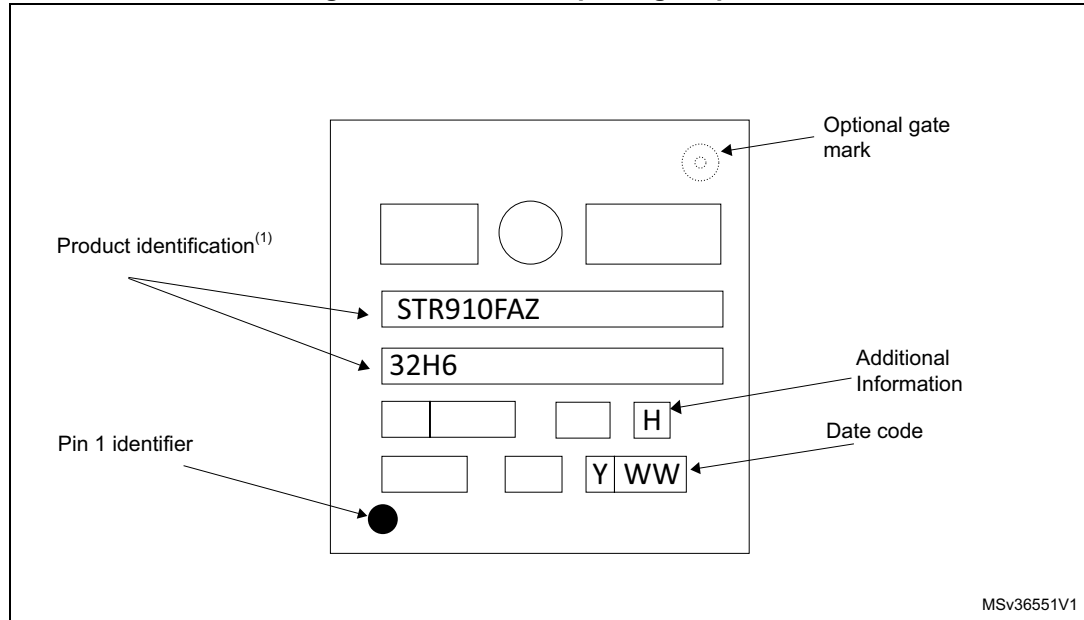 Optional gate
mark
Product identification(1)
STR910FAZ
32H6
Additional
Information
H
Pin 1 identifier
Date code
Y WW
MSv36551V1